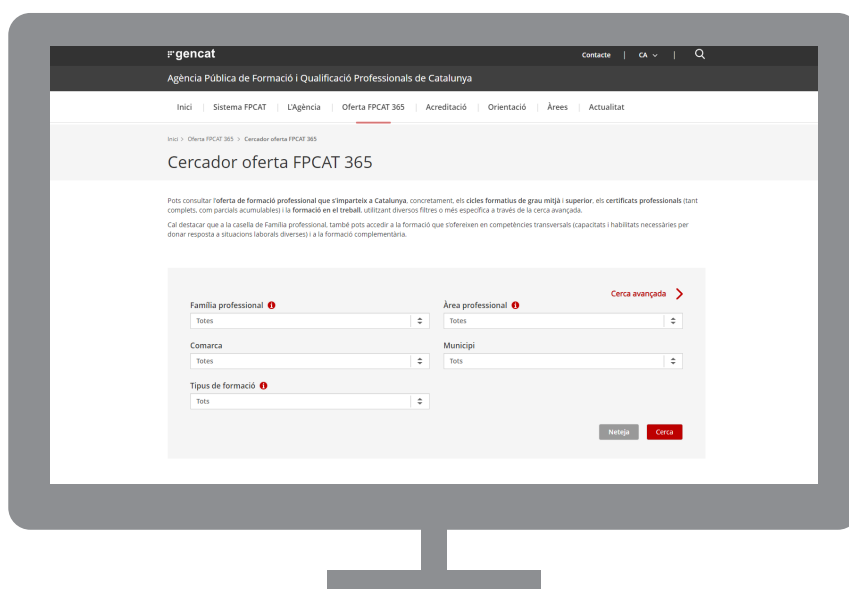 gencat
Contacte | CA |
Agència Pública de Formació i Qualificació Professionals de Catalunya
Inici | Sistema FPCAT | L'Agència | Oferta FPCAT 365 | Acreditació | Orientació | Àrees | Actualitat
Inici > Oferta FPCAT 365 > Cercador oferta FPCAT 365
Cercador oferta FPCAT 365
Pots consultar l'oferta de formació professional que s'imparteix a Catalunya, concretament, els cicles formatius de grau mitjà i superior, els certificats professionals (tant
complets, com parcials acumulables) i la formació en el treball, utilitzant diversos filtres o més específica a través de la cerca avançada.
Cal destacar que a la casella de Família professional, també pots accedir a la formació que s'ofereixen en competències transversals (capacitats i habilitats necessàries per
donar resposta a situacions laborals diverses) i a la formació complementària.
Cerca avançada
Família professional
Àrea professional
Totes
Totes
Comarca
Municipi
Totes
Tots
Tipus de formació
Tots
Neteja
Cerca